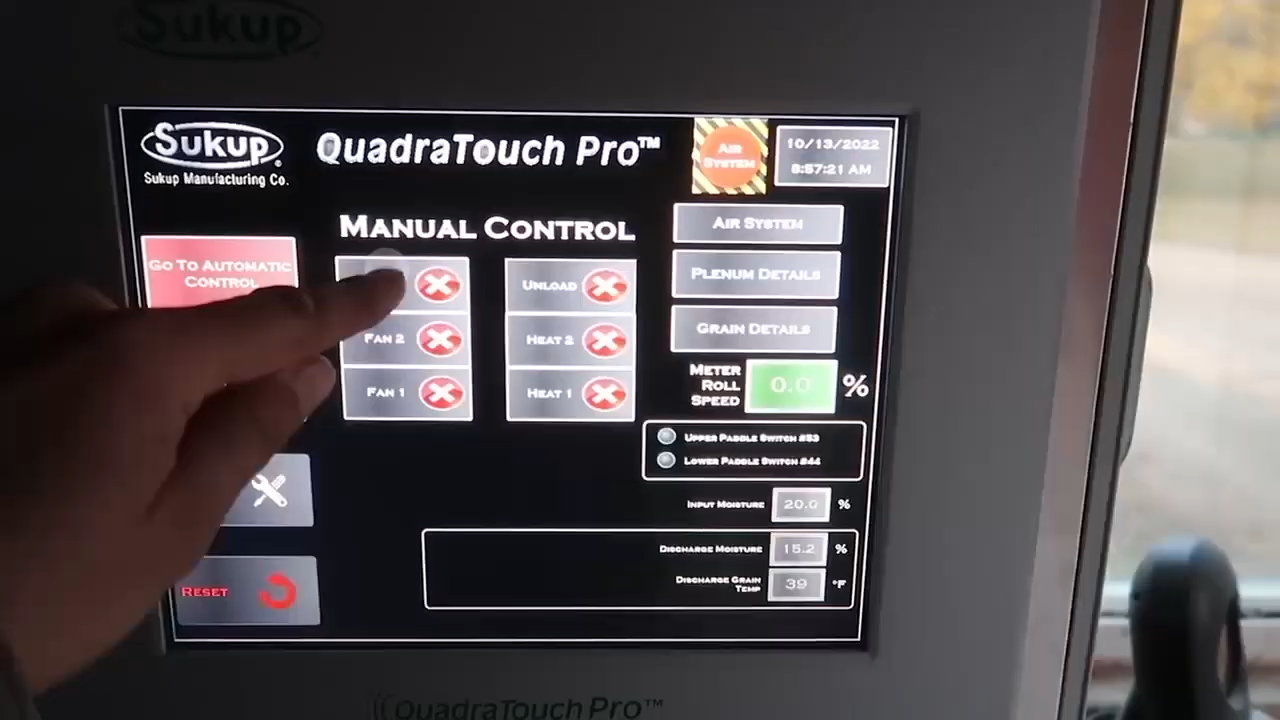 Sukup
Sukup®
Sukup Manufacturing Co.
QuadraTouch Pro™
AIR
SYSTEM
10/13/2022
8:57:21 AM
MANUAL CONTROL
GO TO AUTOMATIC
CONTROL
FAN 2
FAN 1
UNLOAD
HEAT 2
HEAT 1
AIR SYSTEM
PLENUM DETAILS
GRAIN DETAILS
METER
ROLL
SPEED
0.0 %
UPPER PADDLE SWITCH #53
LOWER PADDLE SWITCH #44
INPUT MOISTURE 20.0 %
DISCHARGE MOISTURE 15.2 %
DISCHARGE GRAIN
TEMP
39 °F
RESET
QuadraTouch Pro™